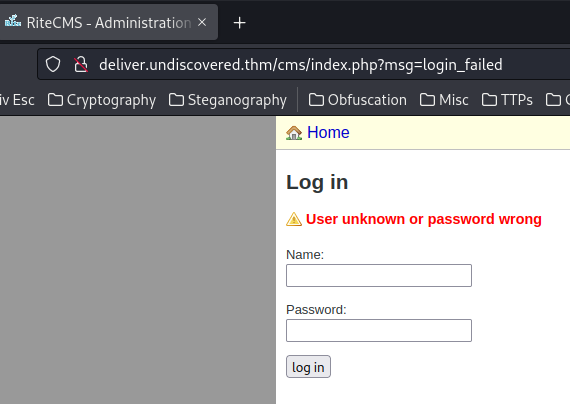 RiteCMS - Administration
deliver.undiscovered.thm/cms/index.php?msg=login_failed
iv Esc Cryptography Steganography Obfuscation Misc TTPs
Home
Log in
User unknown or password wrong
Name:
Password:
log in